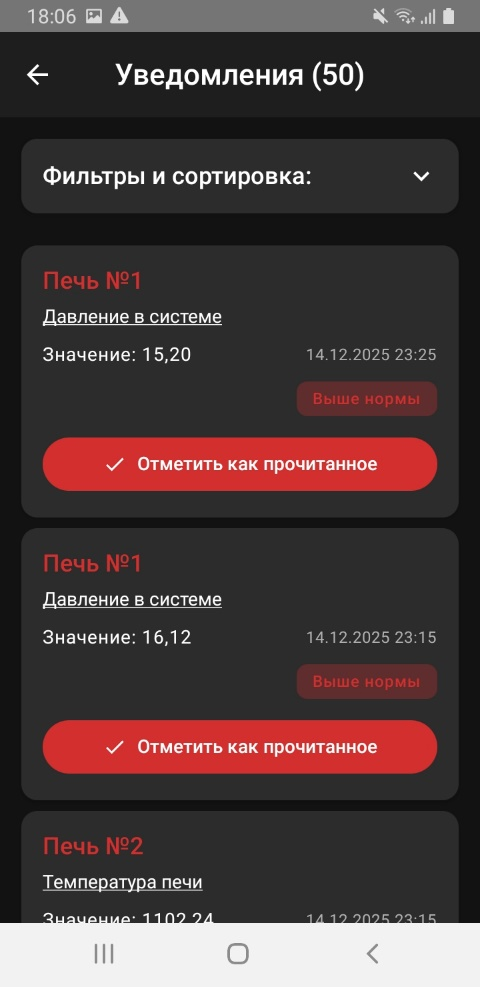 18:06
Уведомления (50)
Фильтры и сортировка:
Печь №1
Давление в системе
Значение: 15,20 14.12.2025 23:25
Выше нормы
Отметить как прочитанное
Печь №1
Давление в системе
Значение: 16,12 14.12.2025 23:15
Выше нормы
Отметить как прочитанное
Печь №2
Температура печи
Значение: 1102,24 14.12.2025 23:15